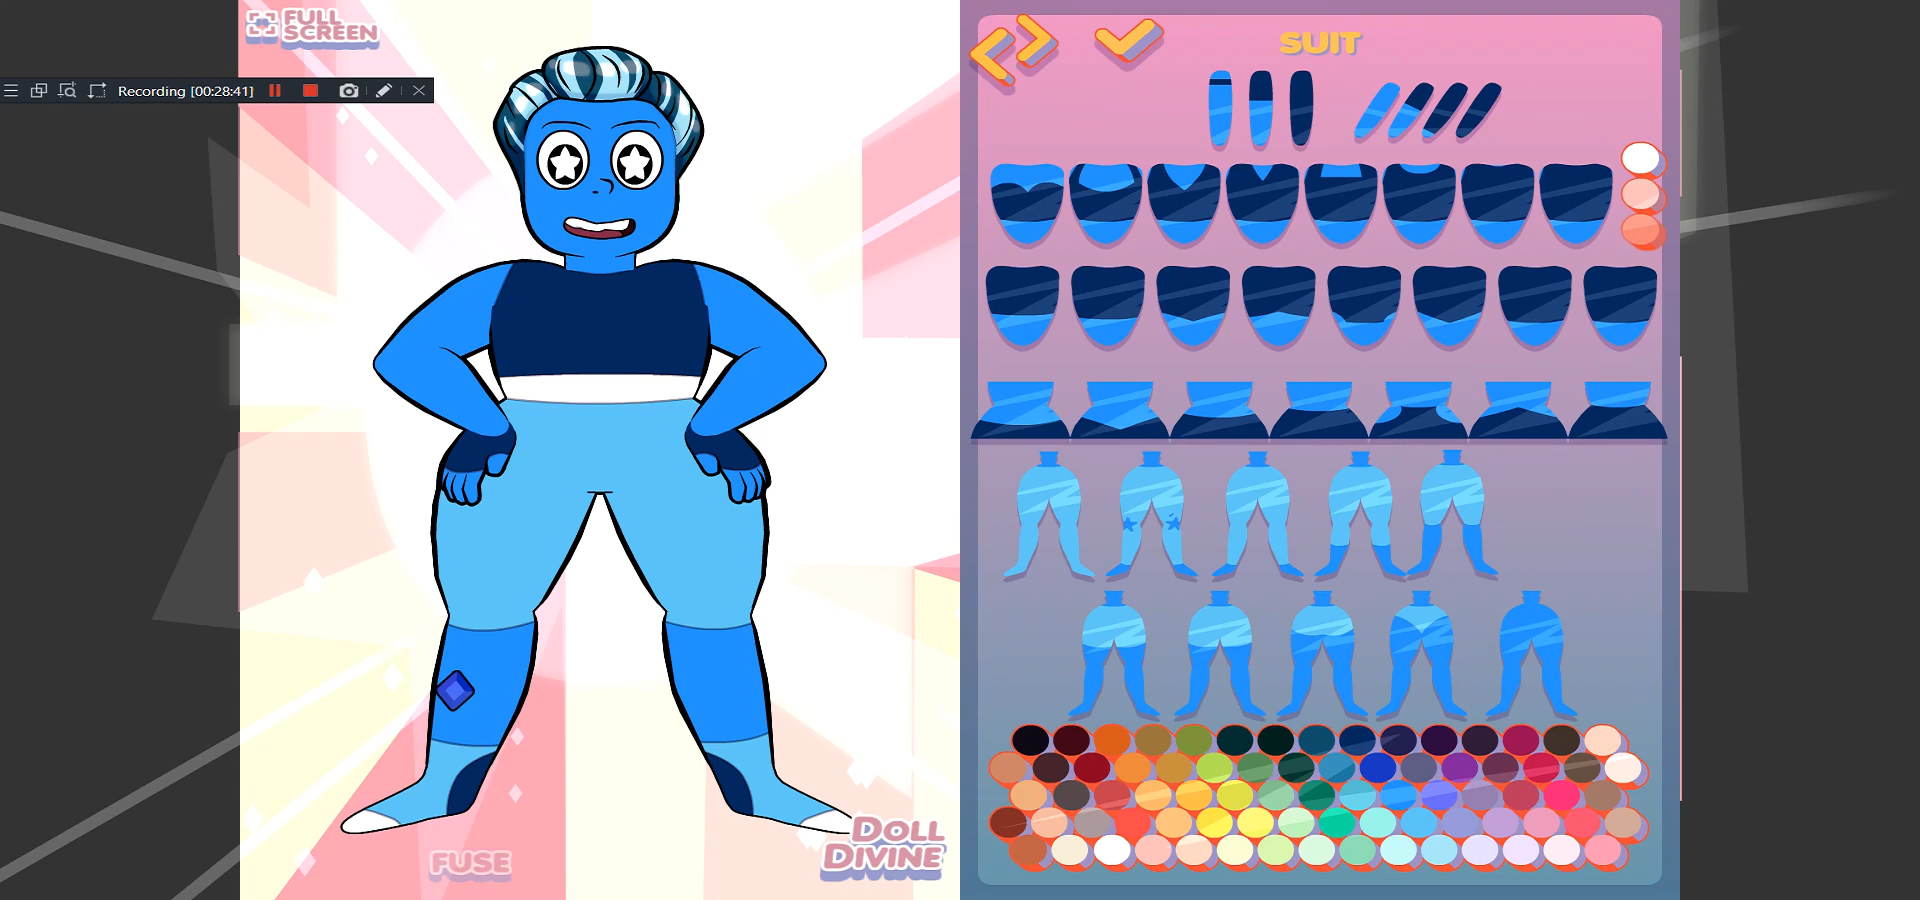 FULL
SCREEN
Recording [00:28:41]
SUIT
FUSE
DOLL
DIVINE